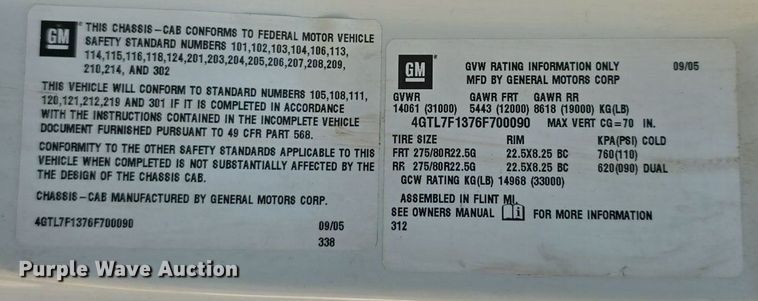 GM
THIS CHASSIS-CAB CONFORMS TO FEDERAL MOTOR VEHICLE
SAFETY STANDARD NUMBERS 101,102,103,104,106,113,
114,115,116,118,124,201,203,204,205,206,207,208,209,
210,214, AND 302
THIS VEHICLE WILL CONFORM TO STANDARD NUMBERS 105,108,111,
120,121,212,219 AND 301 IF IT IS COMPLETED IN ACCORDANCE
WITH THE INSTRUCTIONS CONTAINED IN THE INCOMPLETE VEHICLE
DOCUMENT FURNISHED PURSUANT TO 49 CFR PART 568.
CONFORMITY TO THE OTHER SAFETY STANDARDS APPLICABLE TO THIS
VEHICLE WHEN COMPLETED IS NOT SUBSTANTIALLY AFFECTED BY THE
THE DESIGN OF THE CHASSIS CAB.
CHASSIS-CAB MANUFACTURED BY GENERAL MOTORS CORP.
4GTL7F1376F700090 09/05
338
GM
GVW RATING INFORMATION ONLY 09/05
MFD BY GENERAL MOTORS CORP
GVWR GAWR FRT GAWR RR
14061 (31000) 5443 (12000) 8618 (19000) KG(LB)
4GTL7F1376F700090 MAX VERT CG=70 IN.
TIRE SIZE RIM KPA(PSI) COLD
FRT 275/80R22.5G 22.5X8.25 BC 760(110)
RR 275/80R22.5G 22.5X8.25 BC 620(090) DUAL
GCW RATING KG(LB) 14968 (33000)
ASSEMBLED IN FLINT MI.
SEE OWNERS MANUAL FOR MORE INFORMATION
312
Purple Wave Auction